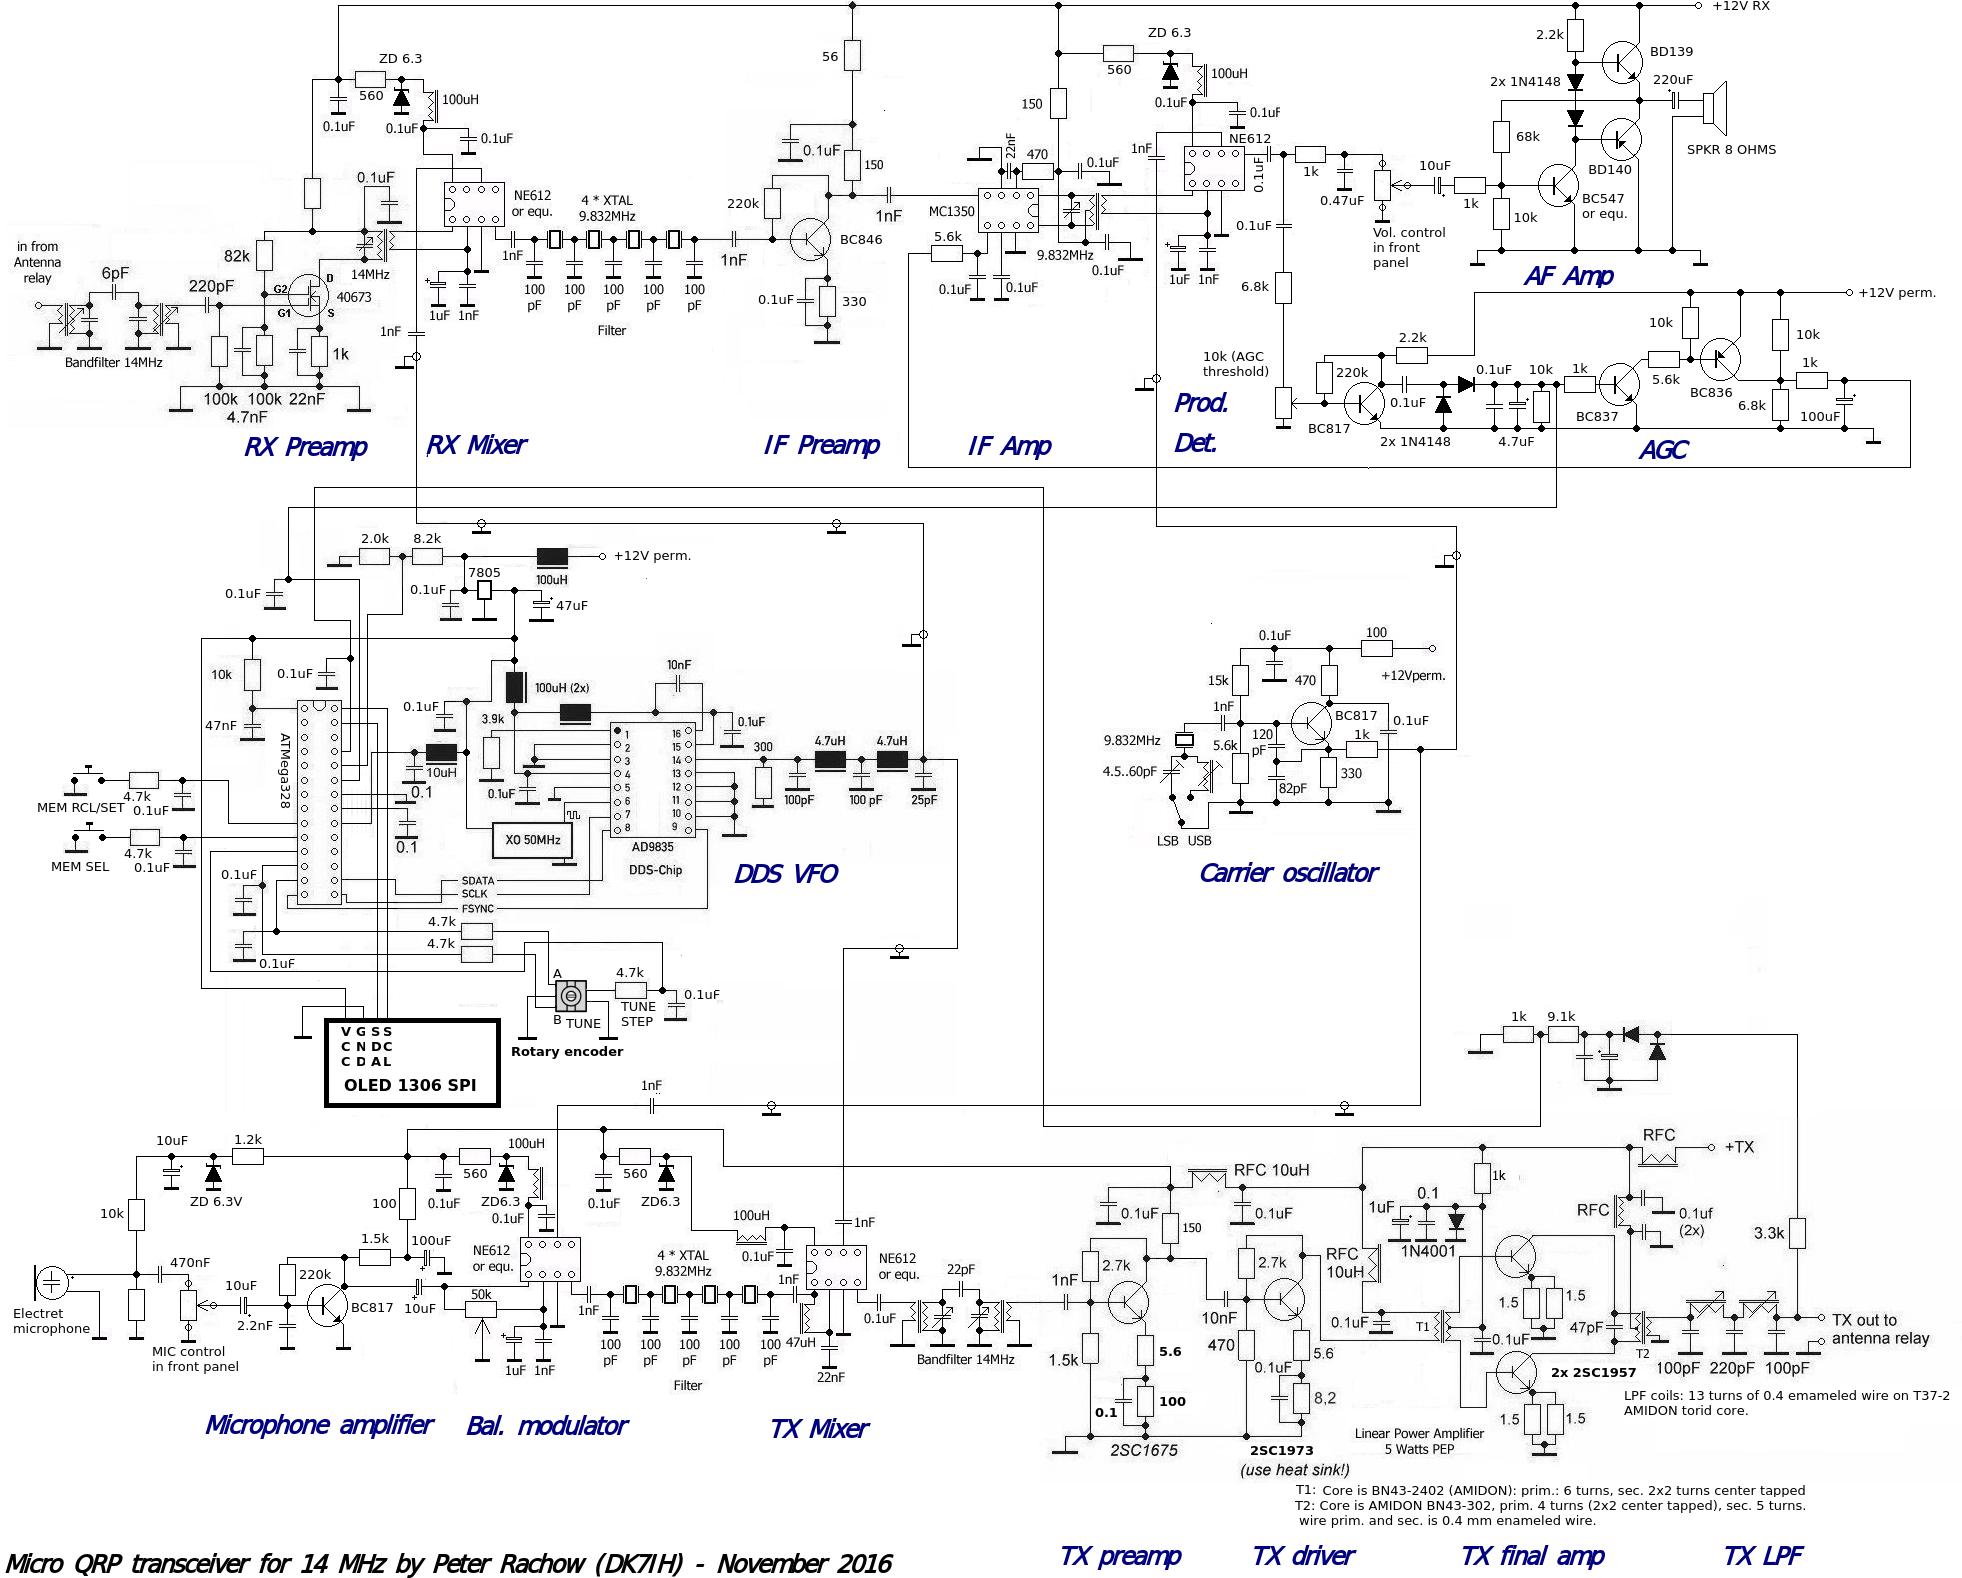 +12V RX
ZD 6.3
560
0.1uF
0.1uF
100uH
0.1uF
56
0.1uF
150
ZD 6.3
560
100uH
0.1uF
0.1uF
150
2.2k
BD139
2x 1N4148
220uF
68k
SPKR 8 OHMS
BD140
BC547
or equ.
10uF
1k
10k
Vol. control
in front
panel
AF Amp
in from
Antenna
relay
6pF
220pF
82k
G2
G1
D
S
40673
0.1uF
14MHz
Bandfilter 14MHz
1k
100k
100k
22nF
4.7nF
RX Preamp
NE612
or equ.
1nF
1uF
1nF
1nF
RX Mixer
4 * XTAL
9.832MHz
100
pF
100
pF
100
pF
100
pF
100
pF
Filter
1nF
220k
BC846
0.1uF
330
1nF
IF Preamp
22nF
470
0.1uF
MC1350
5.6k
0.1uF
0.1uF
9.832MHz
0.1uF
IF Amp
1nF
NE612
0.1uF
1k
0.47uF
0.1uF
1uF
1nF
6.8k
10k (AGC
threshold)
Prod.
Det.
+12V perm.
2.2k
220k
BC817
0.1uF
2x 1N4148
0.1uF
10k
4.7uF
1k
BC837
5.6k
10k
BC836
10k
1k
6.8k
100uF
AGC
2.0k
8.2k
+12V perm.
100uH
7805
0.1uF
47uF
0.1uF
10k
0.1uF
47nF
ATMega328
0.1uF
10uH
0.1
0.1
3.9k
0.1uF
100uH (2x)
10nF
0.1uF
1
2
3
4
5
6
7
8
16
15
14
13
12
11
10
9
XO 50MHz
AD9835
DDS-Chip
300
4.7uH
4.7uH
100pF
100 pF
25pF
DDS VFO
MEM RCL/SET
4.7k
0.1uF
MEM SEL
4.7k
0.1uF
0.1uF
0.1uF
SDATA
SCLK
FSYNC
4.7k
4.7k
A
B
TUNE
4.7k
TUNE
STEP
0.1uF
Rotary encoder
V G S S
C N D C
C D A L
OLED 1306 SPI
0.1uF
100
+12Vperm.
15k
470
1nF
BC817
0.1uF
9.832MHz
5.6k
120
pF
1k
4.5..60pF
82pF
330
LSB
USB
Carrier oscillator
1k
9.1k
1nF
10uF
1.2k
ZD 6.3V
10k
470nF
Electret
microphone
MIC control
in front panel
10uF
2.2nF
220k
BC817
1.5k
100
100uF
10uF
Microphone amplifier
0.1uF
560
ZD6.3
100uH
0.1uF
NE612
or equ.
50k
1uF
1nF
1nF
Bal. modulator
0.1uF
560
ZD6.3
100uH
0.1uF
4 * XTAL
9.832MHz
100
pF
100
pF
100
pF
100
pF
100
pF
Filter
1nF
47uH
22nF
1nF
NE612
or equ.
0.1uF
TX Mixer
22pF
Bandfilter 14MHz
1nF
0.1uF
RFC 10uH
0.1uF
150
2.7k
1.5k
5.6
0.1
100
2SC1675
10nF
2.7k
470
0.1uF
5.6
8,2
2SC1973
(use heat sink!)
RFC
10uH
0.1uF
T1
1uF
0.1
1N4001
1k
0.1uF
1.5
1.5
1.5
1.5
47pF
2x 2SC1957
T2
RFC
RFC
+TX
0.1uf
(2x)
3.3k
100pF
220pF
100pF
TX out to
antenna relay
LPF coils: 13 turns of 0.4 emameled wire on T37-2
AMIDON torid core.
Linear Power Amplifier
5 Watts PEP
T1: Core is BN43-2402 (AMIDON): prim.: 6 turns, sec. 2x2 turns center tapped
T2: Core is AMIDON BN43-302, prim. 4 turns (2x2 center tapped), sec. 5 turns.
wire prim. and sec. is 0.4 mm enameled wire.
Micro QRP transceiver for 14 MHz by Peter Rachow (DK7IH) - November 2016
TX preamp
TX driver
TX final amp
TX LPF